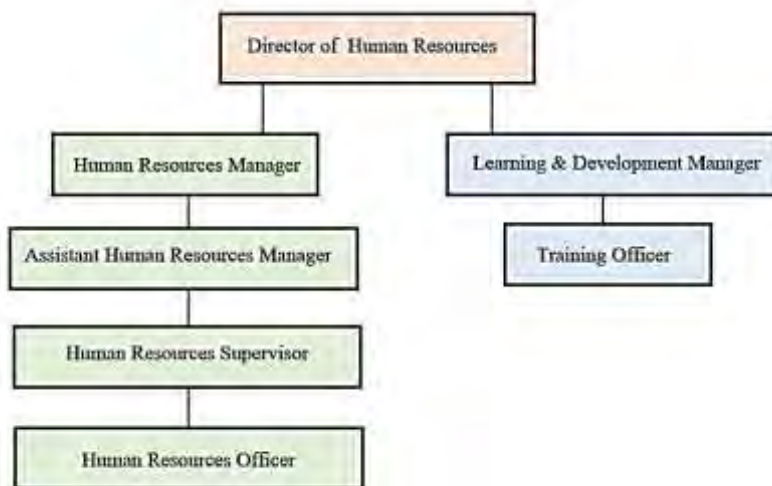 Director of Human Resources
Human Resources Manager
Learning & Development Manager
Assistant Human Resources Manager
Training Officer
Human Resources Supervisor
Human Resources Officer